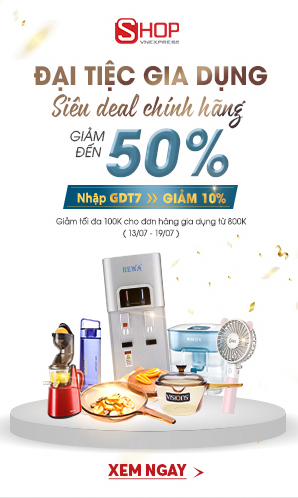 SHOP
VNEXPRESS
ĐẠI TIỆC GIA DỤNG
Siêu deal chính hãng
GIẢM
ĐẾN
50%
Nhập GDT7 >> GIẢM 10%
Giảm tối đa 100K cho đơn hàng gia dụng từ 800K
( 13/07 - 19/07 )
VISIONS
XEM NGAY >